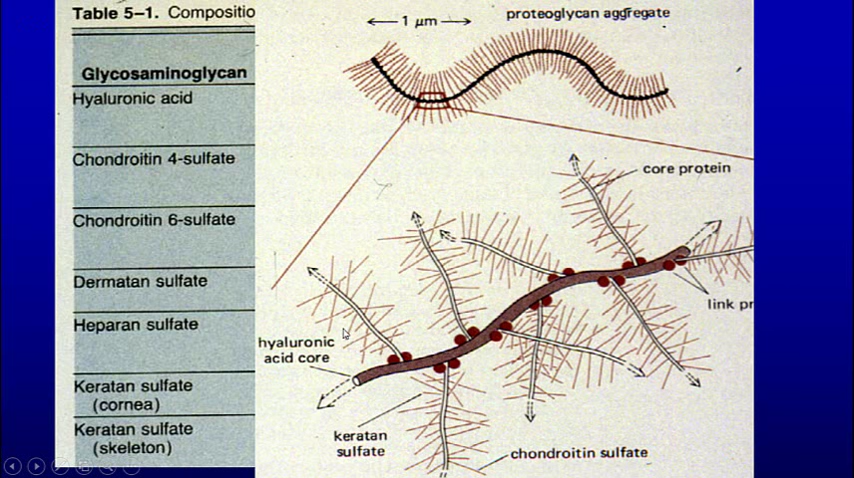 Table 5–1. Compositio
Glycosaminoglycan
Hyaluronic acid
Chondroitin 4-sulfate
Chondroitin 6-sulfate
Dermatan sulfate
Heparan sulfate
Keratan sulfate
(cornea)
Keratan sulfate
(skeleton)
1 μm
proteoglycan aggregate
core protein
link pr
hyaluronic
acid core
keratan
sulfate
chondroitin sulfate